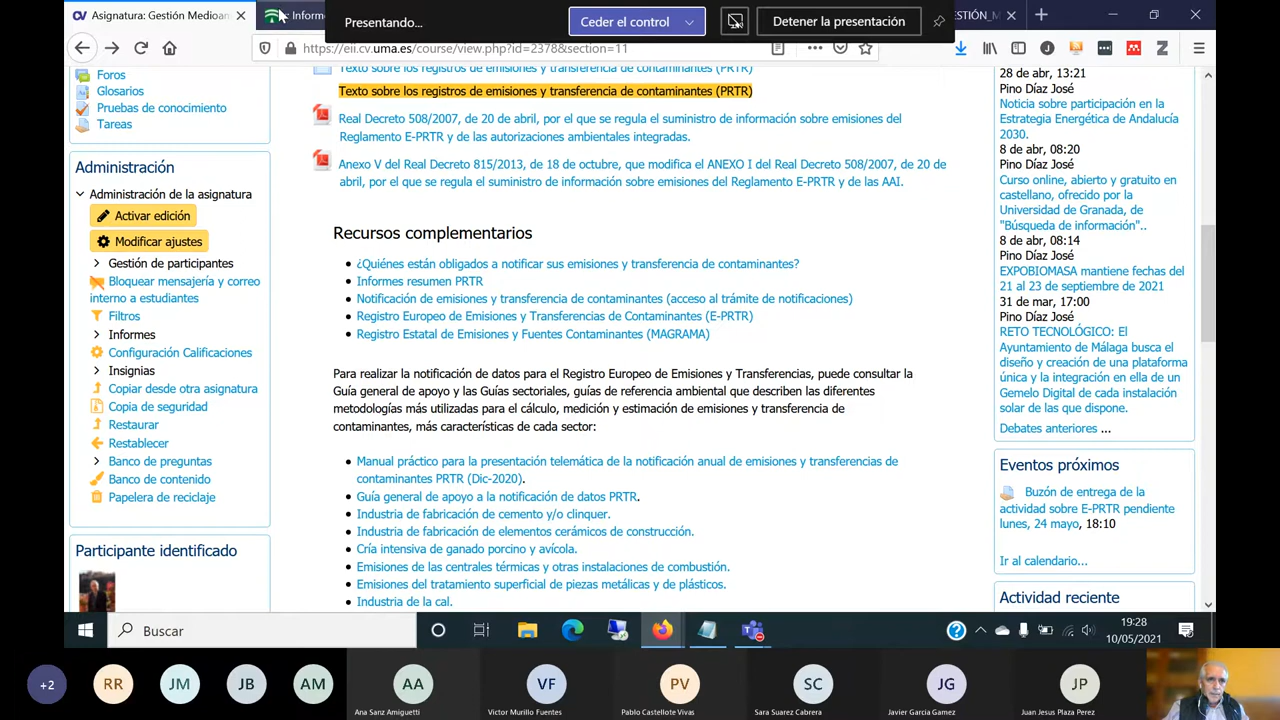 Asignatura: Gestión Medioam
Inform
Presentando...
Ceder el control
Detener la presentación
ESTIÓN_M
https://eii.cv.uma.es/course/view.php?id=2378&section=11
Foros
Glosarios
Pruebas de conocimiento
Tareas
Administración
Administración de la asignatura
Activar edición
Modificar ajustes
Gestión de participantes
Bloquear mensajería y correo
interno a estudiantes
Filtros
Informes
Configuración Calificaciones
Insignias
Copiar desde otra asignatura
Copia de seguridad
Restaurar
Restablecer
Banco de preguntas
Banco de contenido
Papelera de reciclaje
Participante identificado
Texto sobre los registros de emisiones y transferencia de contaminantes (PRTR)
Texto sobre los registros de emisiones y transferencia de contaminantes (PRTR)
Real Decreto 508/2007, de 20 de abril, por el que se regula el suministro de información sobre emisiones del
Reglamento E-PRTR y de las autorizaciones ambientales integradas.
Anexo V del Real Decreto 815/2013, de 18 de octubre, que modifica el ANEXO I del Real Decreto 508/2007, de 20 de
abril, por el que se regula el suministro de información sobre emisiones del Reglamento E-PRTR y de las AAI.
Recursos complementarios
¿Quiénes están obligados a notificar sus emisiones y transferencia de contaminantes?
Informes resumen PRTR
Notificación de emisiones y transferencia de contaminantes (acceso al trámite de notificaciones)
Registro Europeo de Emisiones y Transferencias de Contaminantes (E-PRTR)
Registro Estatal de Emisiones y Fuentes Contaminantes (MAGRAMA)
Para realizar la notificación de datos para el Registro Europeo de Emisiones y Transferencias, puede consultar la
Guía general de apoyo y las Guías sectoriales, guías de referencia ambiental que describen las diferentes
metodologías más utilizadas para el cálculo, medición y estimación de emisiones y transferencia de
contaminantes, más características de cada sector:
Manual práctico para la presentación telemática de la notificación anual de emisiones y transferencias de
contaminantes PRTR (Dic-2020).
Guía general de apoyo a la notificación de datos PRTR.
Industria de fabricación de cemento y/o clinquer.
Industria de fabricación de elementos cerámicos de construcción.
Cría intensiva de ganado porcino y avícola.
Emisiones de las centrales térmicas y otras instalaciones de combustión.
Emisiones del tratamiento superficial de piezas metálicas y de plásticos.
Industria de la cal.
28 de abr, 13:21
Pino Díaz José
Noticia sobre participación en la
Estrategia Energética de Andalucía
2030.
8 de abr, 08:20
Pino Díaz José
Curso online, abierto y gratuito en
castellano, ofrecido por la
Universidad de Granada, de
"Búsqueda de información"..
8 de abr, 08:14
Pino Díaz José
EXPOBIOMASA mantiene fechas del
21 al 23 de septiembre de 2021
31 de mar, 17:00
Pino Díaz José
RETO TECNOLÓGICO: El
Ayuntamiento de Málaga busca el
diseño y creación de una plataforma
única y la integración en ella de un
Gemelo Digital de cada instalación
solar de las que dispone.
Debates anteriores ...
Eventos próximos
Buzón de entrega de la
actividad sobre E-PRTR pendiente
lunes, 24 mayo, 18:10
Ir al calendario...
Actividad reciente
Buscar
19:28
10/05/2021
+2
RR
JM
JB
AM
AA
VF
PV
SC
JG
JP
Ana Sanz Amiguetti
Victor Murillo Fuentes
Pablo Castellote Vivas
Sara Suarez Cabrera
Javier Garcia Gamez
Juan Jesus Plaza Perez